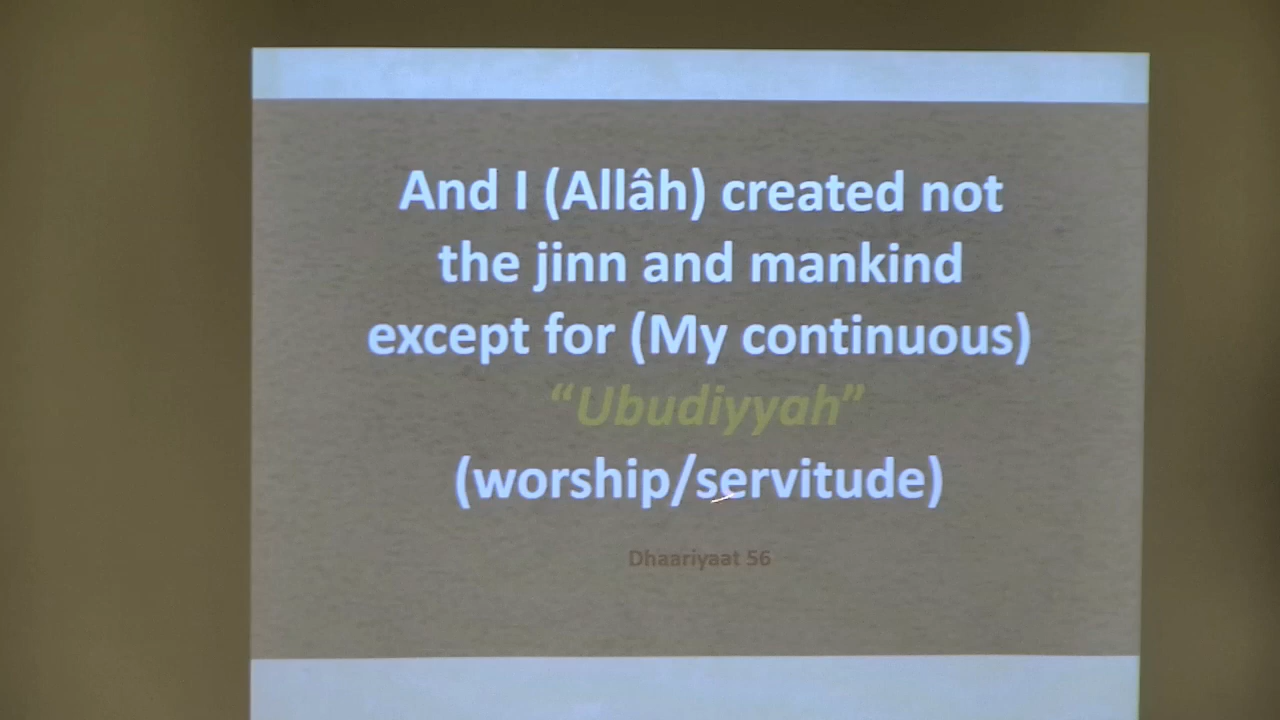 And I (Allâh) created not
the jinn and mankind
except for (My continuous)
“Ubudiyyah”
(worship/servitude)
Dhaariyaat 56